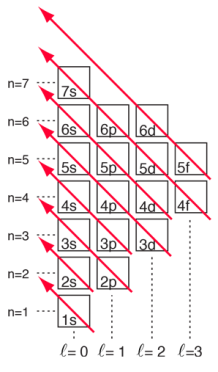 n=7
7s
n=6
6s 6p 6d
n=5
5s 5p 5d 5f
n=4
4s 4p 4d 4f
n=3
3s 3p 3d
n=2
2s 2p
n=1
1s
ℓ= 0 ℓ= 1 ℓ= 2 ℓ=3